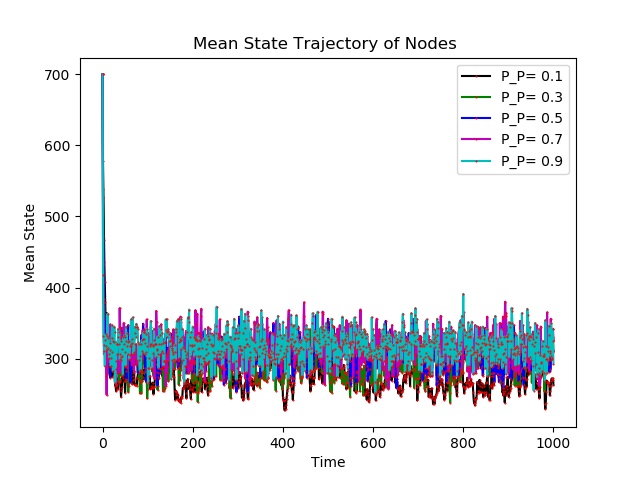 Mean State Trajectory of Nodes
700
600
500
400
300
Mean State
P_P= 0.1
P_P= 0.3
P_P= 0.5
P_P= 0.7
P_P= 0.9
0 200 400 600 800 1000
Time